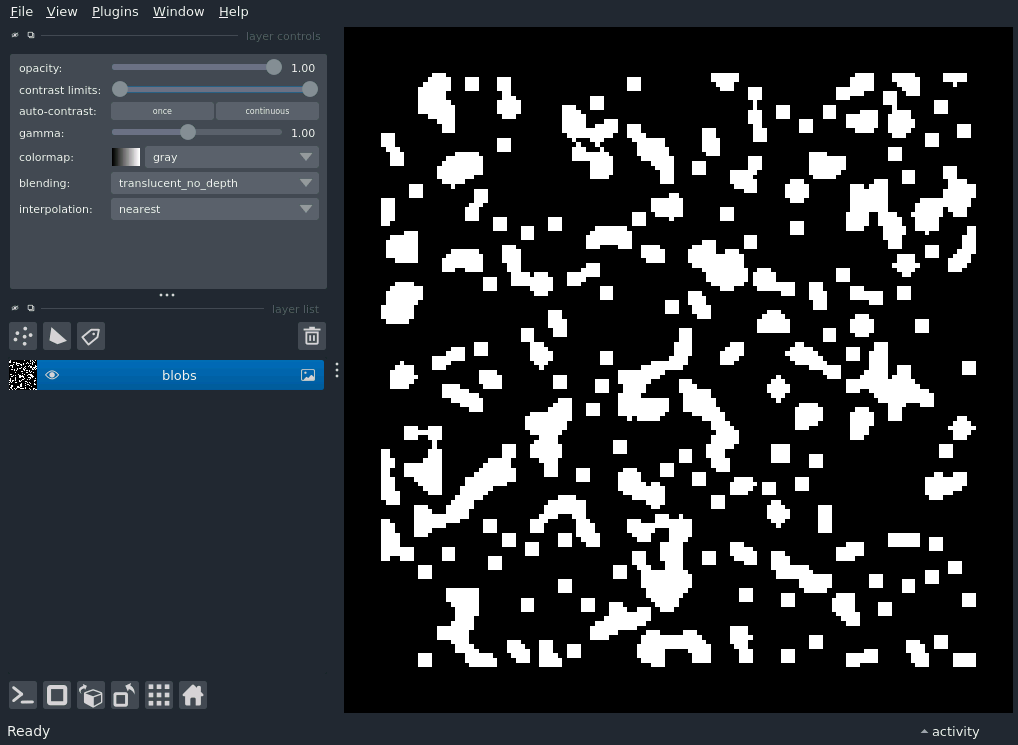 File View Plugins Window Help
layer controls
opacity: 1.00
contrast limits:
auto-contrast: once continuous
gamma: 1.00
colormap: gray
blending: translucent_no_depth
interpolation: nearest
layer list
blobs
Ready activity